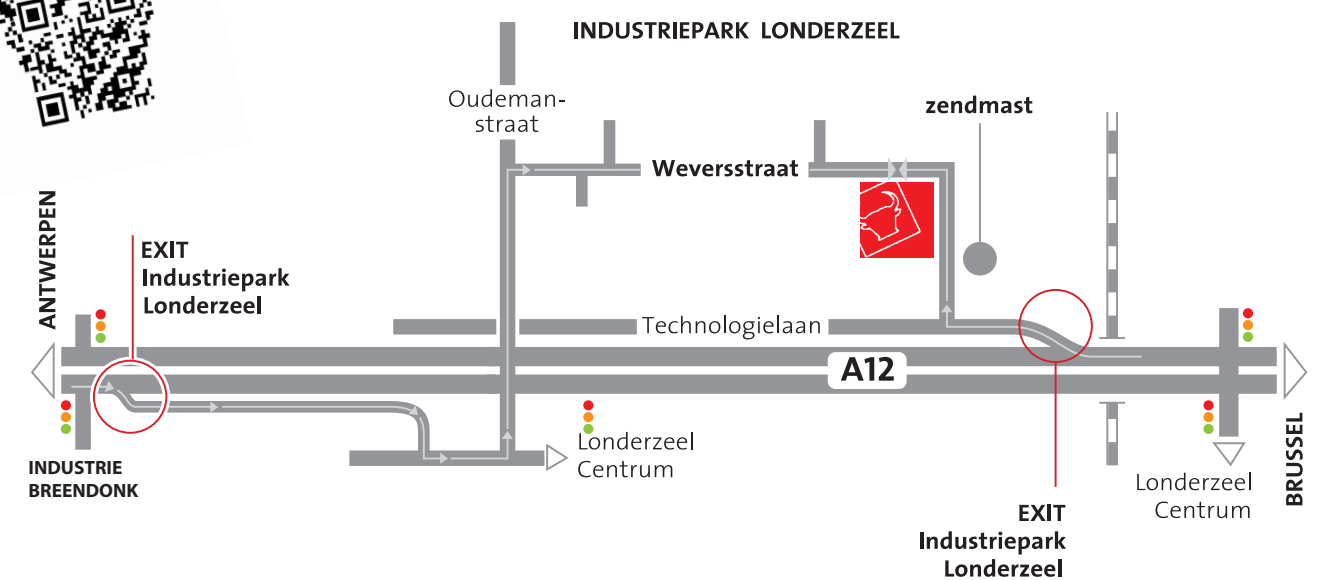 INDUSTRIEPARK LONDERZEEL
Oudeman-
straat
zendmast
Weversstraat
ANTWERPEN
EXIT
Industriepark
Londerzeel
Technologielaan
A12
INDUSTRIE
BREENDONK
Londerzeel
Centrum
BRUSSEL
Londerzeel
Centrum
EXIT
Industriepark
Londerzeel